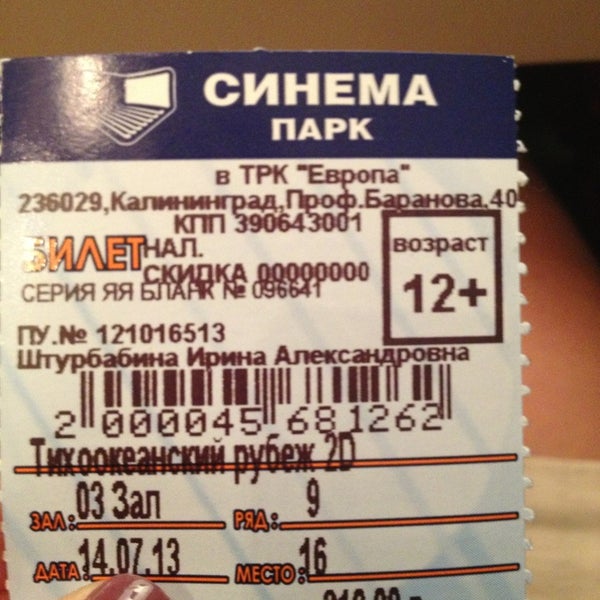 СИНЕМА
ПАРК
в ТРК "Европа"
236029,Калининград,Проф.Баранова,40
КПП 390643001
БИЛЕТ НАЛ.
СКИДКА 00000000
СЕРИЯ ЯЯ БЛАНК № 096641
возраст
12+
ПУ.№ 121016513
Штурбабина Ирина Александровна
2 000045 681262
Тихоокеанский рубеж 2D
ЗАЛ: 03 Зал РЯД: 9
ДАТА: 14.07.13 МЕСТО: 16